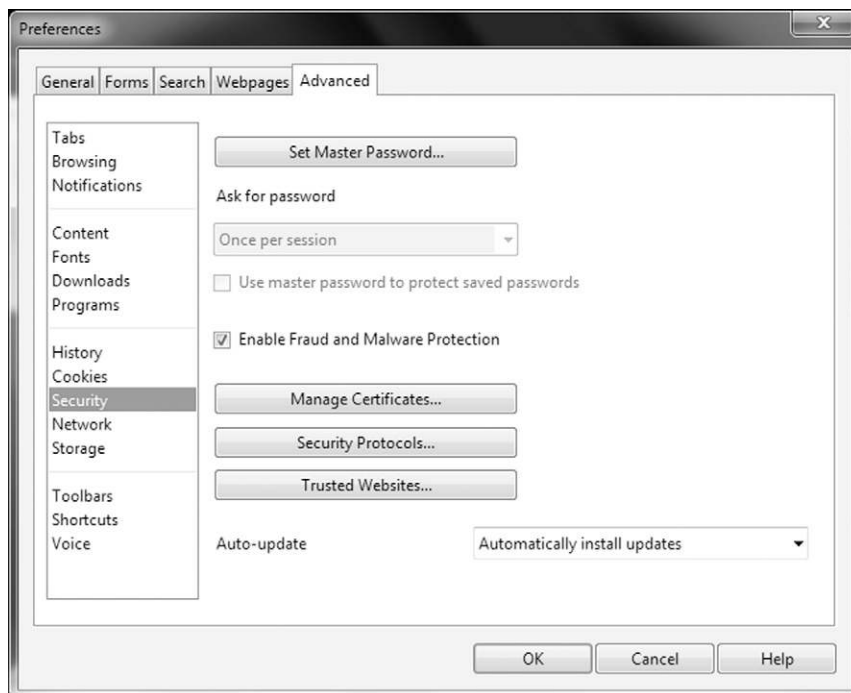 Preferences
General Forms Search Webpages Advanced
Tabs
Browsing
Notifications
Content
Fonts
Downloads
Programs
History
Cookies
Security
Network
Storage
Toolbars
Shortcuts
Voice
Set Master Password...
Ask for password
Once per session
Use master password to protect saved passwords
Enable Fraud and Malware Protection
Manage Certificates...
Security Protocols...
Trusted Websites...
Auto-update Automatically install updates
OK Cancel Help